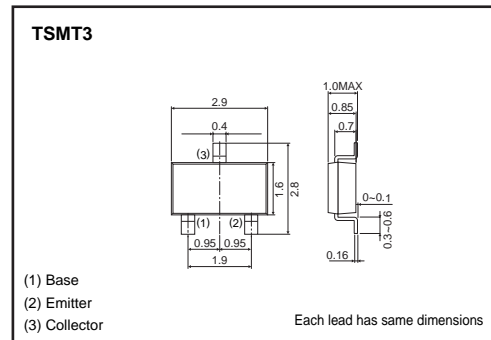 TSMT3
1.0MAX
2.9
0.85
0.4
0.7
(3)
1.6
2.8
0~0.1
(1)
(2)
0.3~0.6
0.95
0.95
0.16
1.9
(1) Base
(2) Emitter
(3) Collector
Each lead has same dimensions